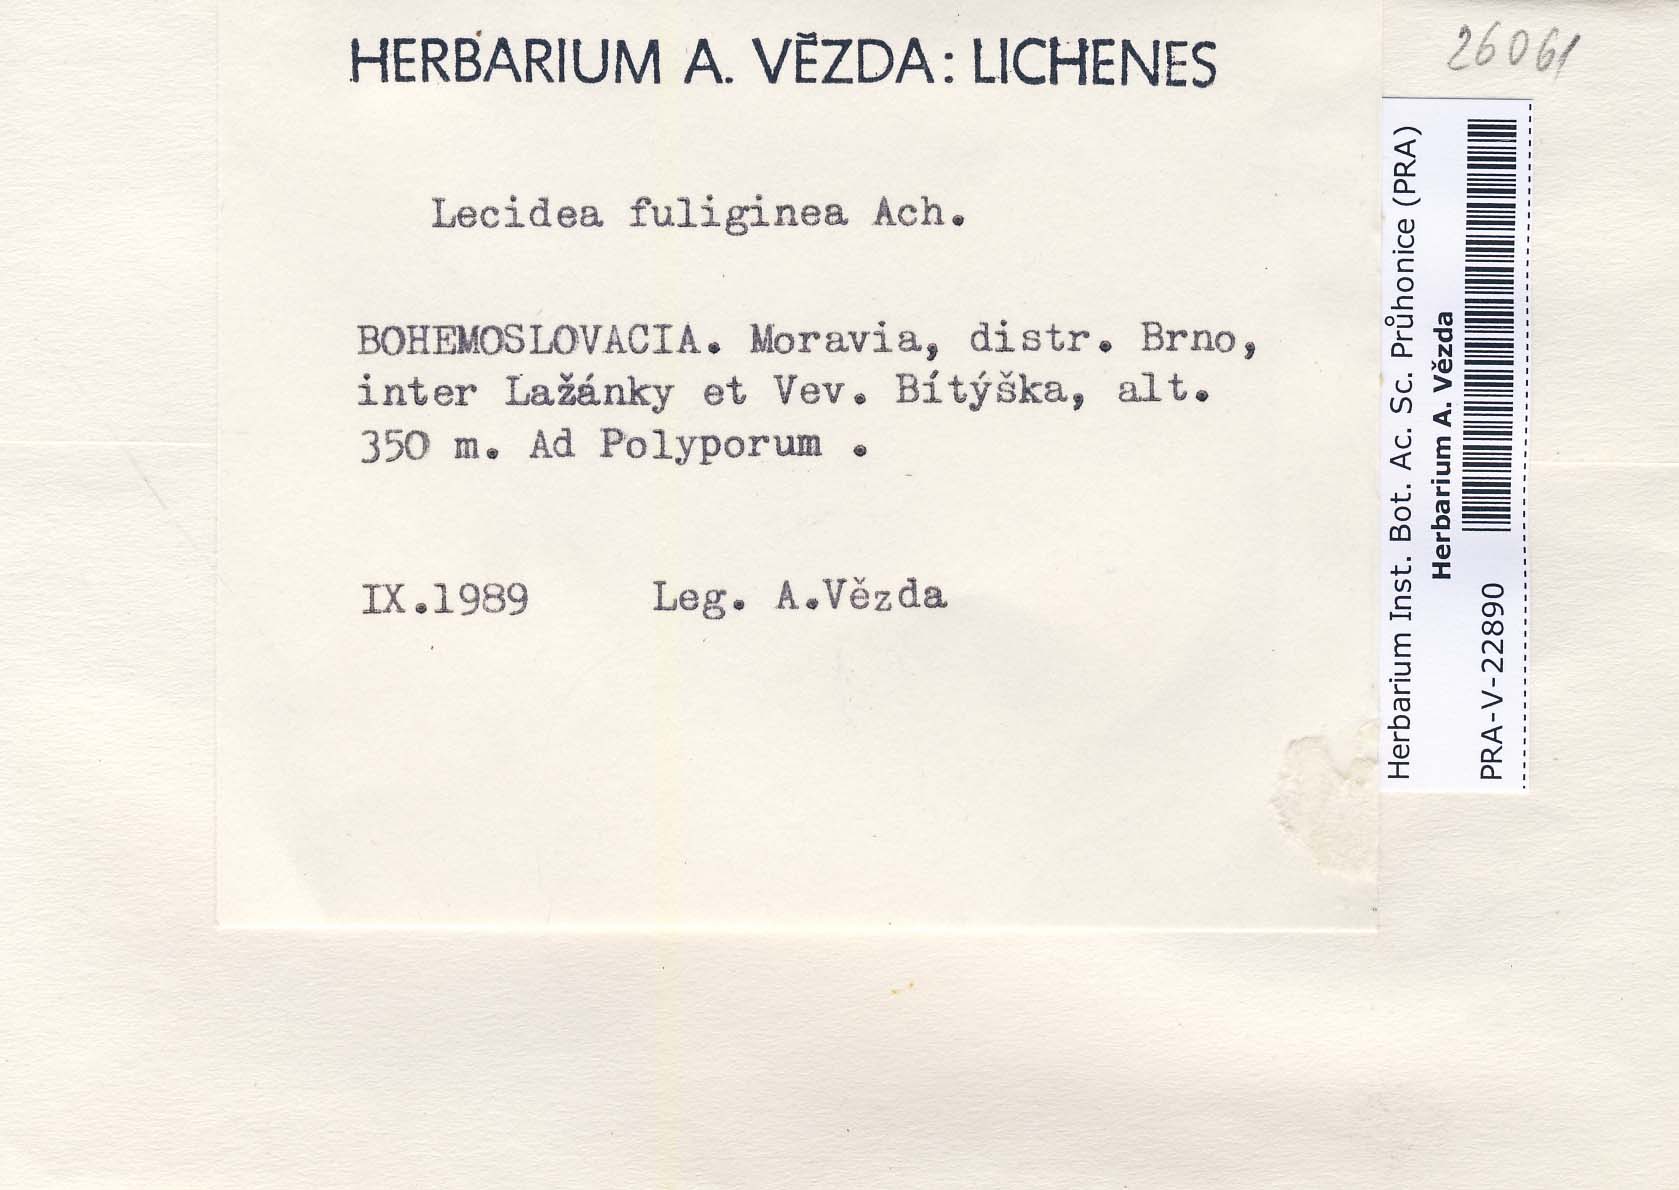 HERBARIUM A. VĚZDA: LICHENES
26061
Lecidea fuliginea Ach.
BOHEMOSLOVACIA. Moravia, distr. Brno,
inter Lažánky et Vev. Bítýška, alt.
350 m. Ad Polyporum .
IX.1989 Leg. A.Vězda
Herbarium Inst. Bot. Ac. Sc. Průhonice (PRA)
Herbarium A. Vězda
PRA-V-22890